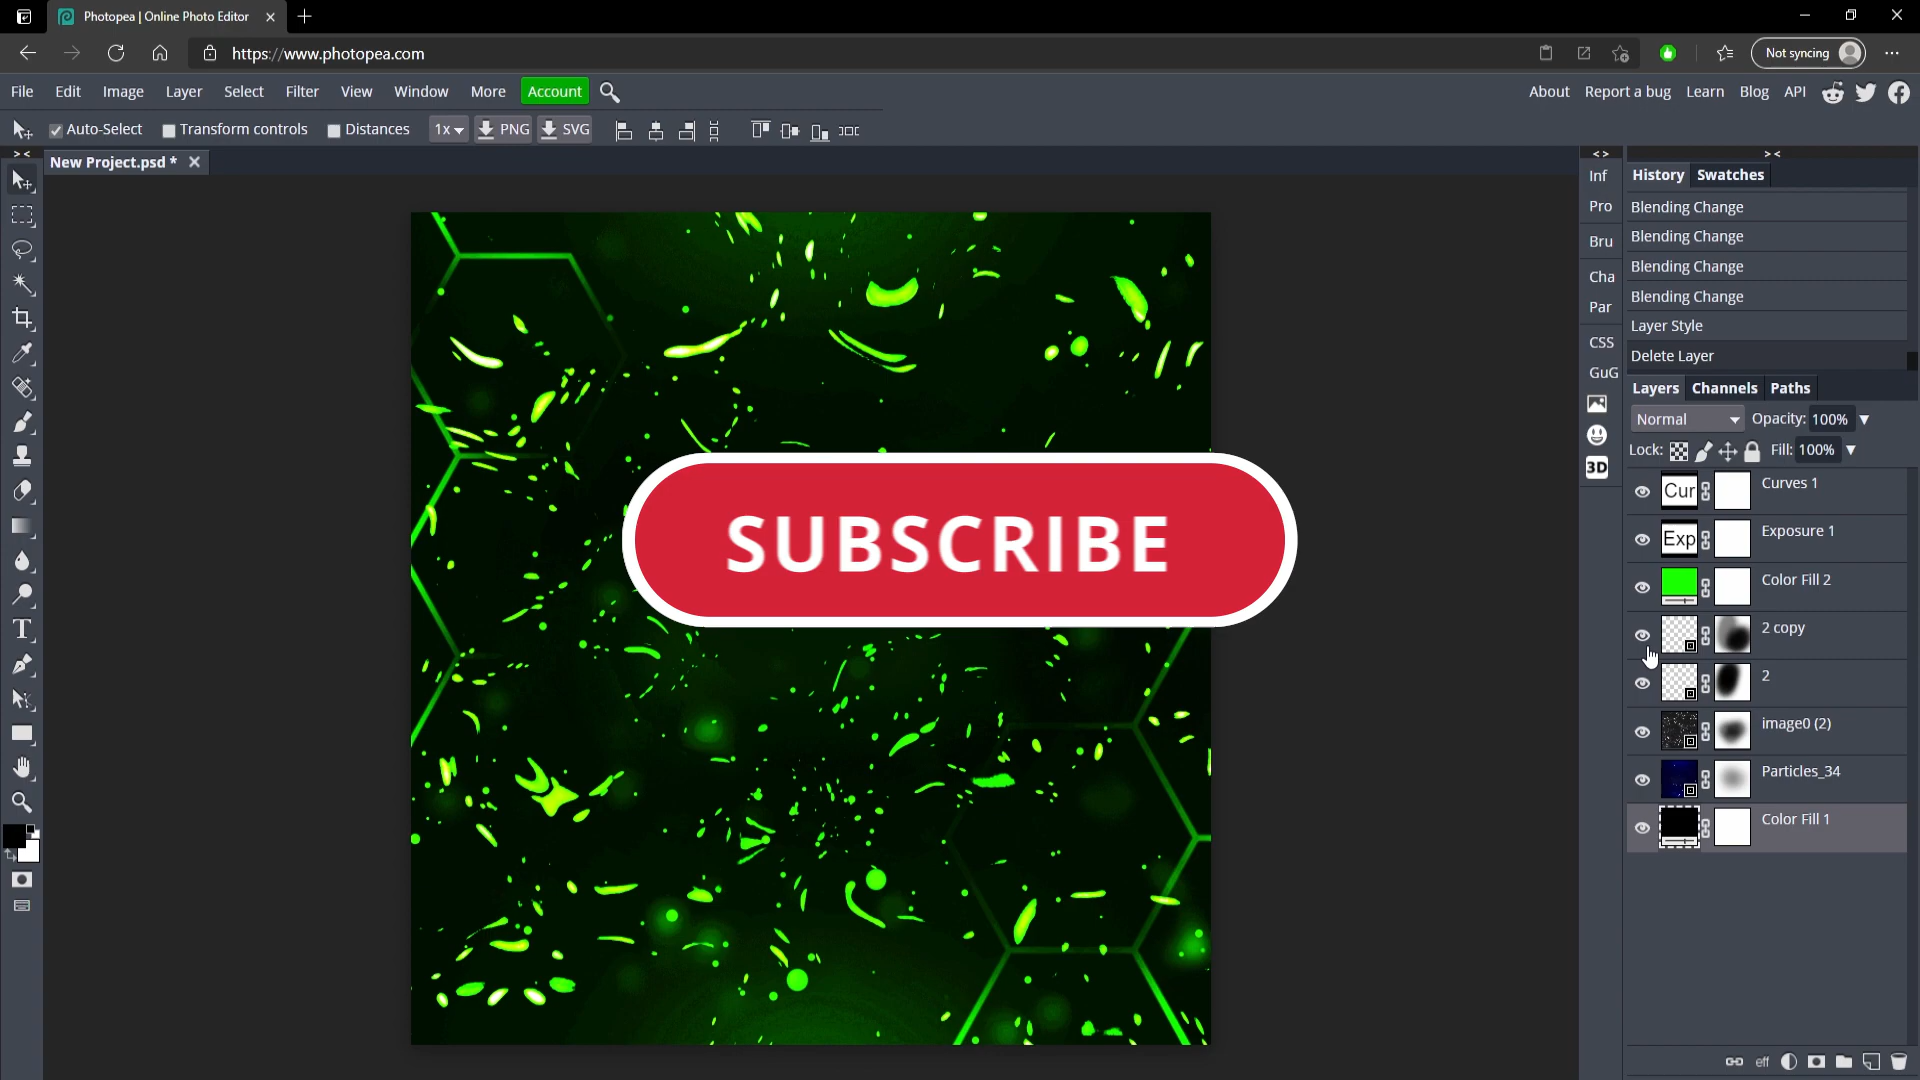 Photopea | Online Photo Editor
https://www.photopea.com
Not syncing
File Edit Image Layer Select Filter View Window More Account
About Report a bug Learn Blog API
Auto-Select Transform controls Distances 1x PNG SVG
New Project.psd *
Inf
Pro
Bru
Cha
Par
CSS
GuG
3D
History Swatches
Blending Change
Blending Change
Blending Change
Blending Change
Layer Style
Delete Layer
Layers Channels Paths
Normal Opacity: 100%
Lock: Fill: 100%
Cur Curves 1
Exp Exposure 1
Color Fill 2
2 copy
2
image0 (2)
Particles_34
Color Fill 1
eff
SUBSCRIBE